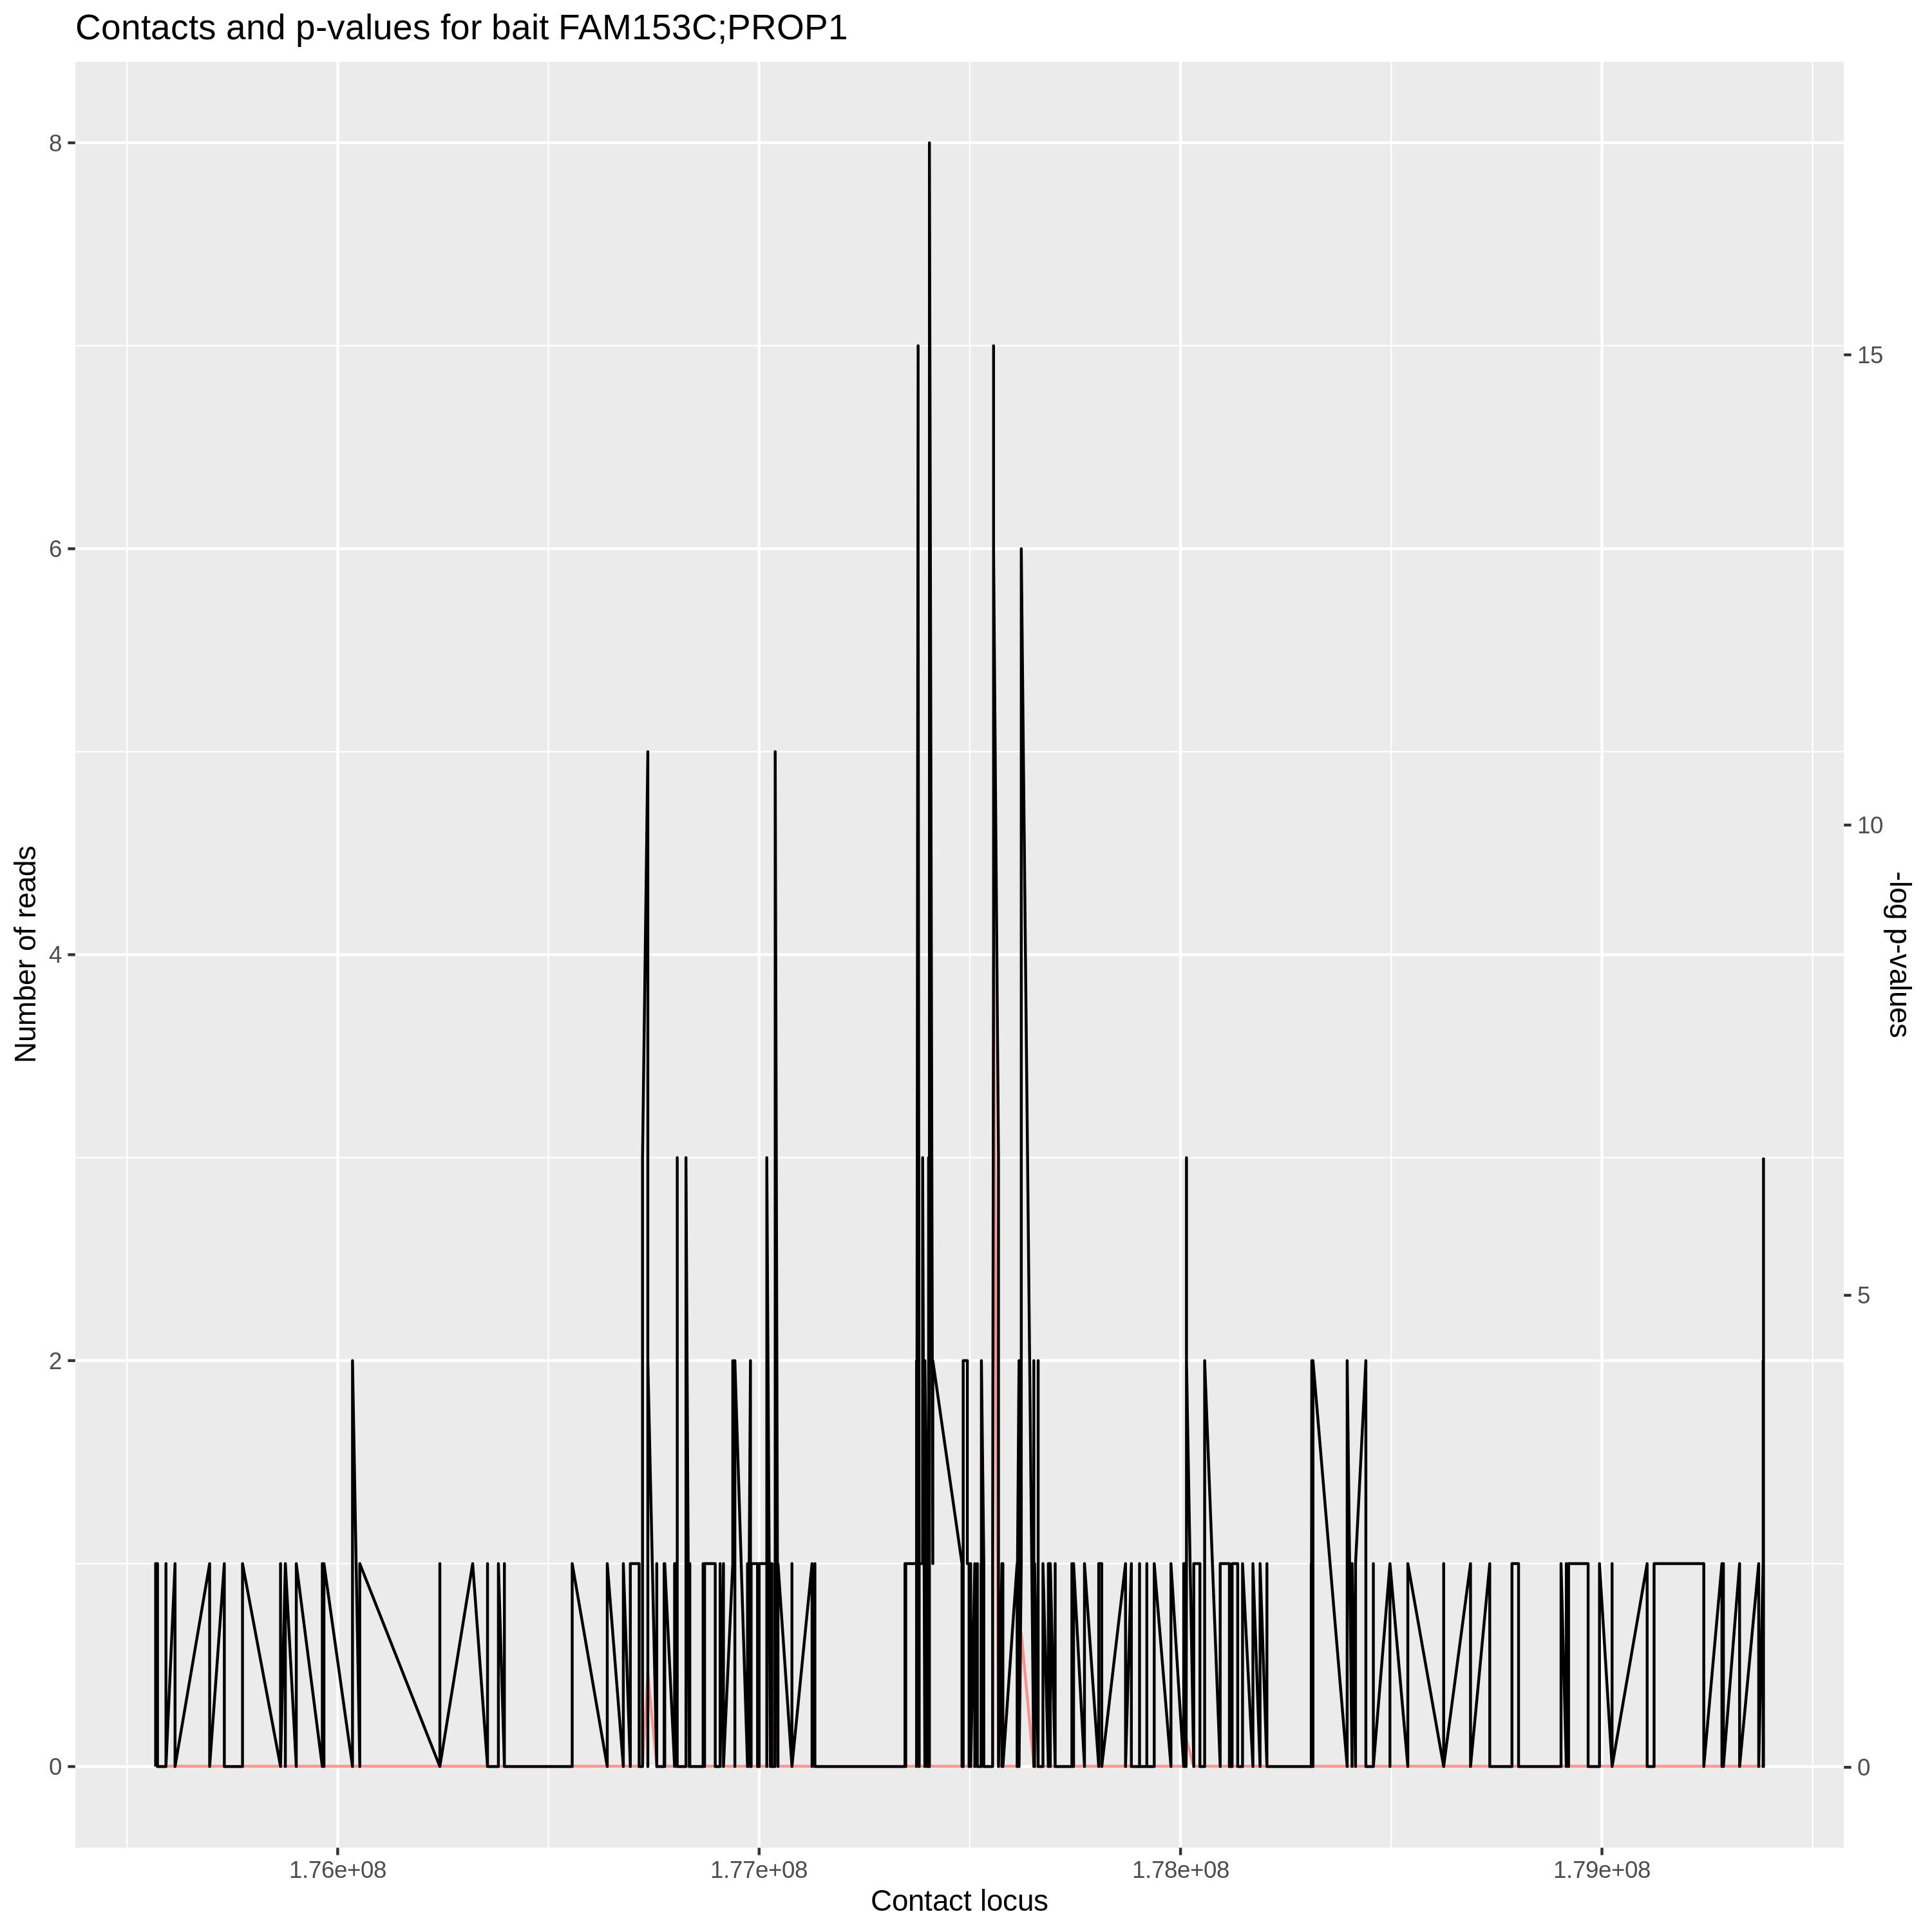 Contacts and p-values for bait FAM153C;PROP1
8
6
4
2
0
Number of reads
15
10
5
0
-log p-values
1.76e+08
1.77e+08
1.78e+08
1.79e+08
Contact locus